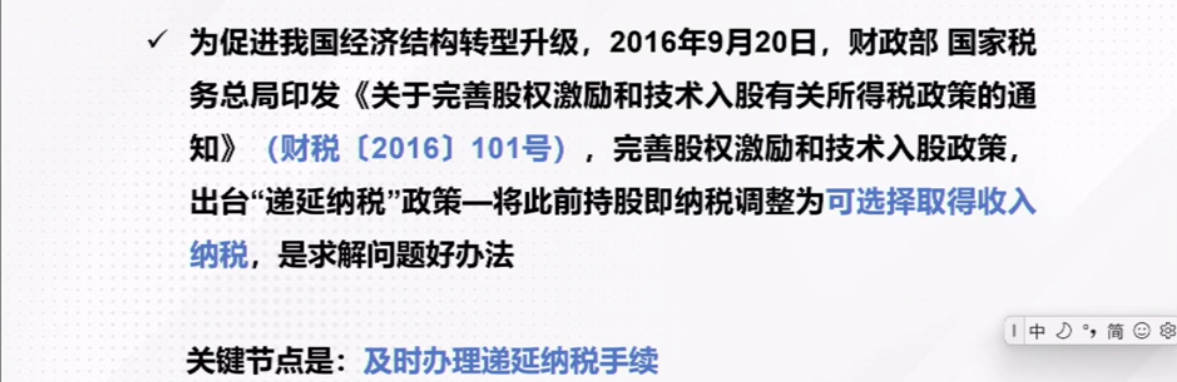 ✓ 为促进我国经济结构转型升级，2016年9月20日，财政部 国家税
务总局印发《关于完善股权激励和技术入股有关所得税政策的通
知》（财税〔2016〕101号），完善股权激励和技术入股政策，
出台“递延纳税”政策—将此前持股即纳税调整为可选择取得收入
纳税，是求解问题好办法
中 简
关键节点是：及时办理递延纳税手续